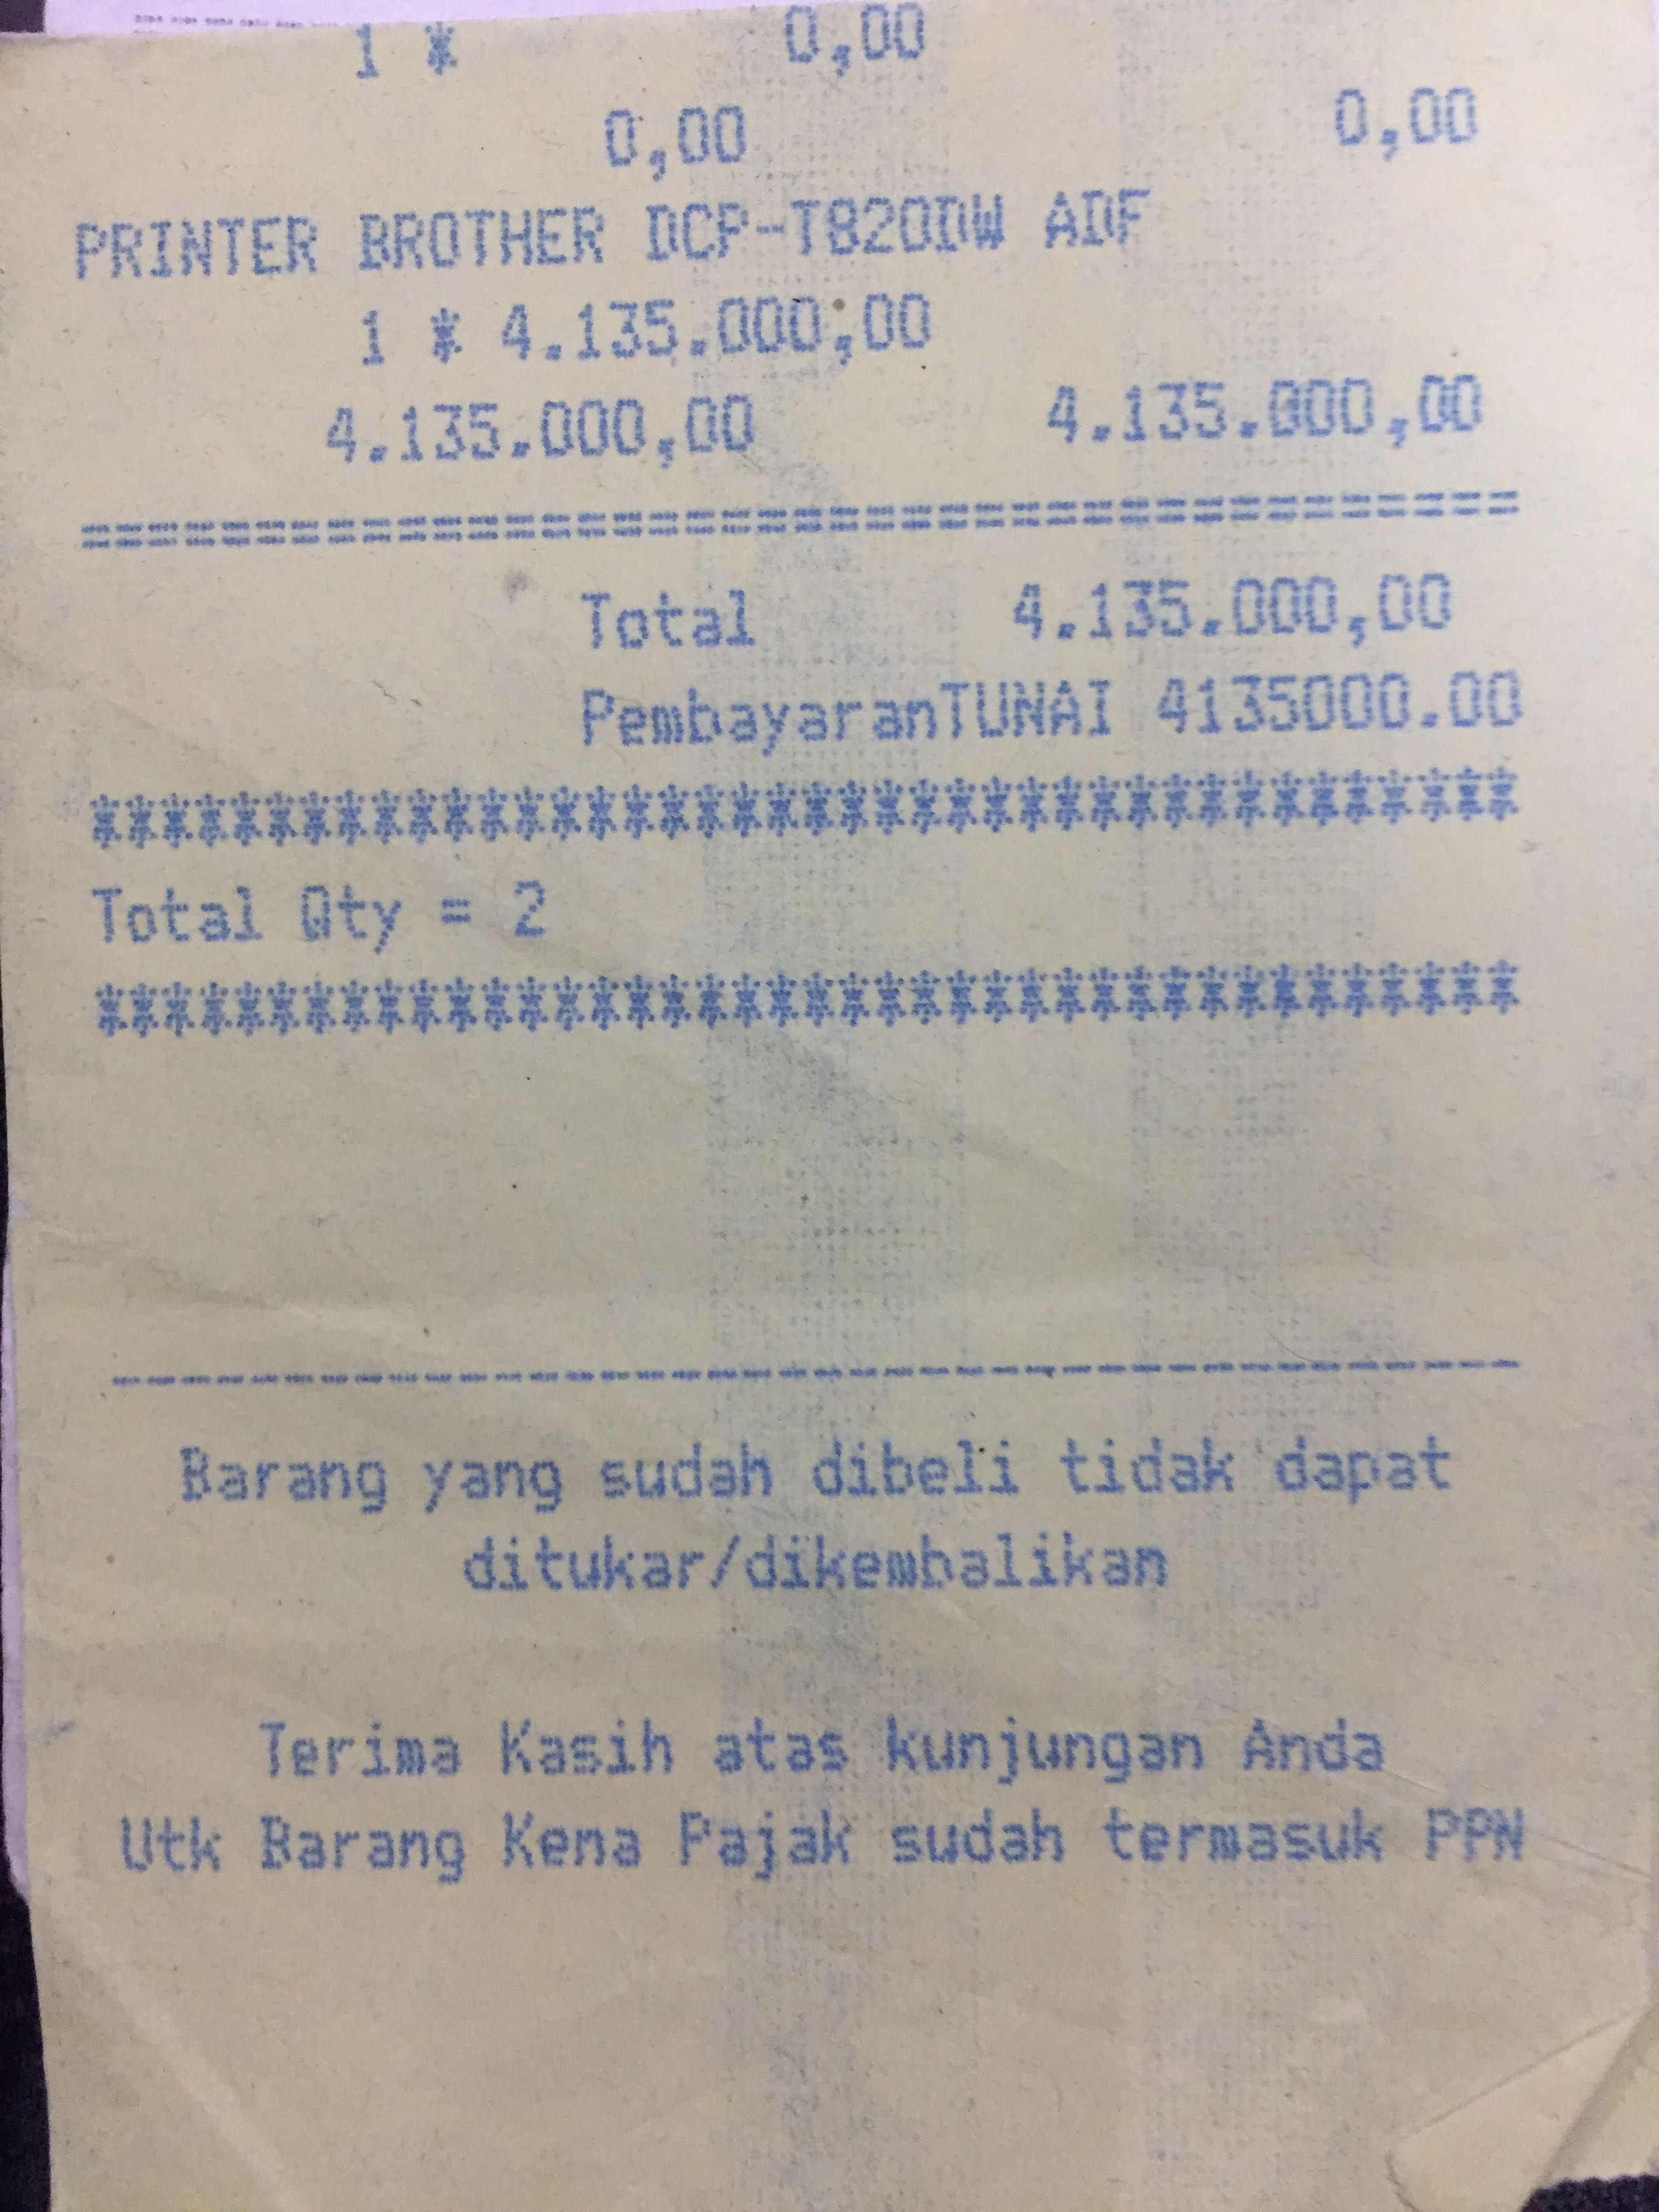 1 * 0,00
0,00 0,00
PRINTER BROTHER DCP-T820DW ADF
1 * 4.135.000,00
4.135.000,00 4.135.000,00
========================================
Total 4.135.000,00
PembayaranTUNAI 4135000.00
****************************************
Total Qty = 2
****************************************
----------------------------------------
Barang yang sudah dibeli tidak dapat
ditukar/dikembalikan
Terima Kasih atas kunjungan Anda
Utk Barang Kena Pajak sudah termasuk PPN